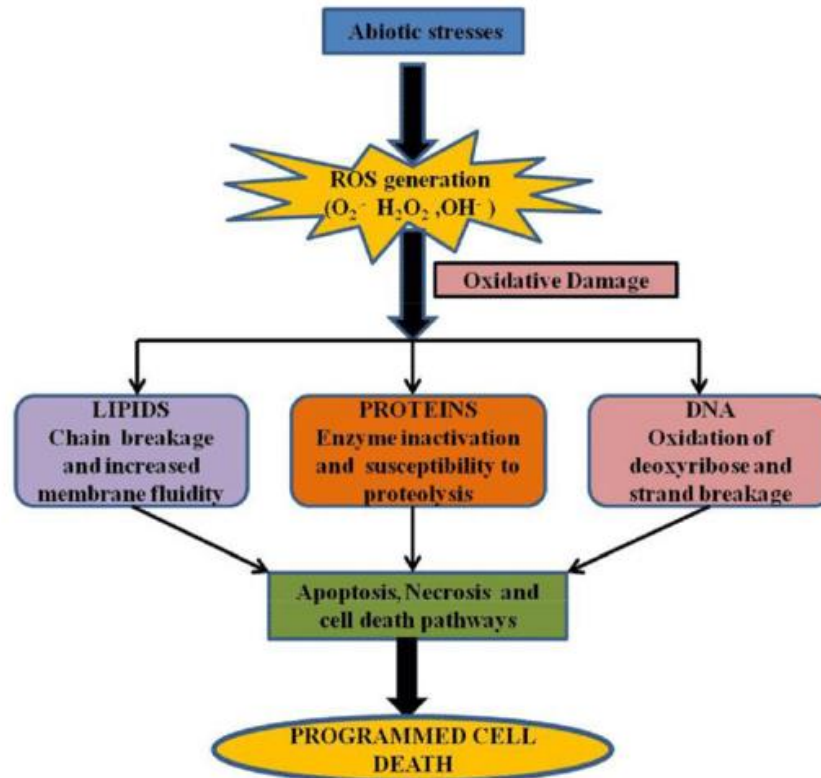 Abiotic stresses
ROS generation
(O₂⁻ H₂O₂ ,OH⁻ )
Oxidative Damage
LIPIDS
Chain breakage
and increased
membrane fluidity
PROTEINS
Enzyme inactivation
and susceptibility to
proteolysis
DNA
Oxidation of
deoxyribose and
strand breakage
Apoptosis, Necrosis and
cell death pathways
PROGRAMMED CELL
DEATH